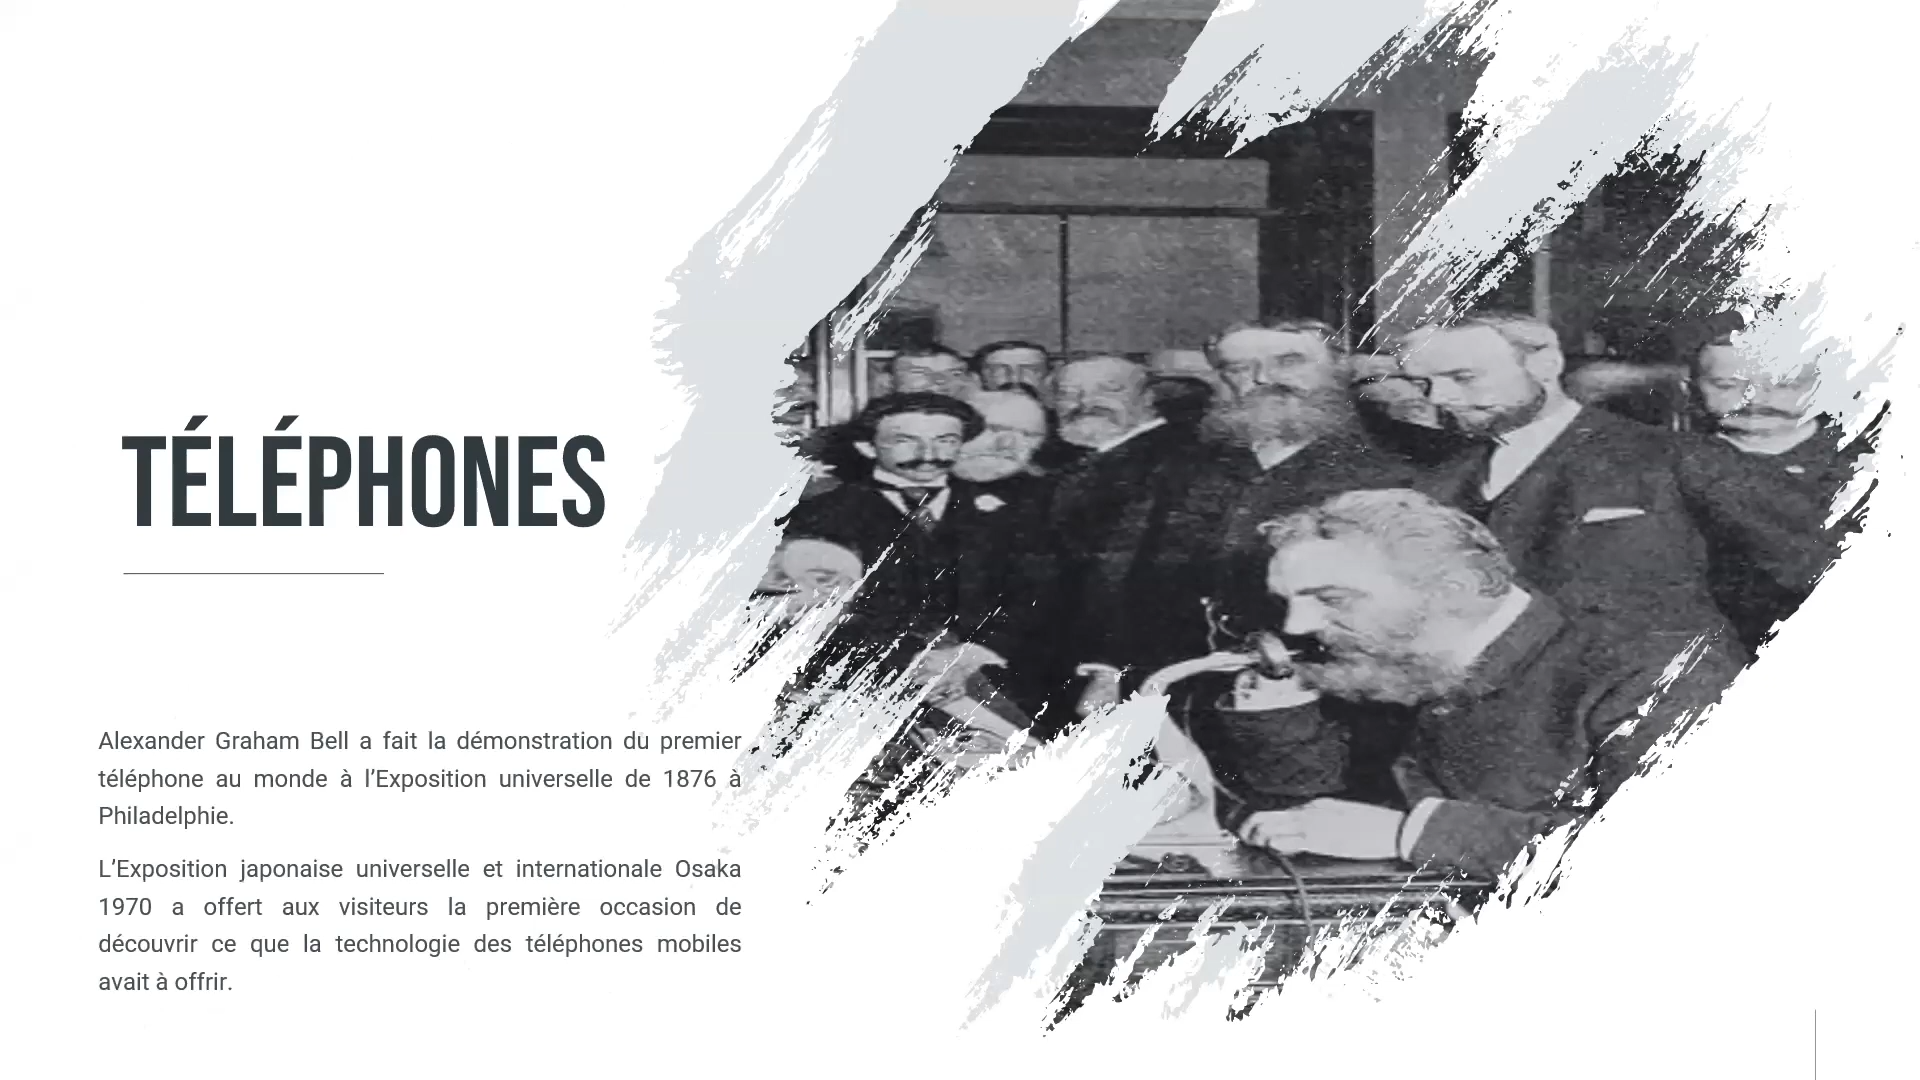 TÉLÉPHONES
Alexander Graham Bell a fait la démonstration du premier
téléphone au monde à l’Exposition universelle de 1876 à
Philadelphie.
L’Exposition japonaise universelle et internationale Osaka
1970 a offert aux visiteurs la première occasion de
découvrir ce que la technologie des téléphones mobiles
avait à offrir.